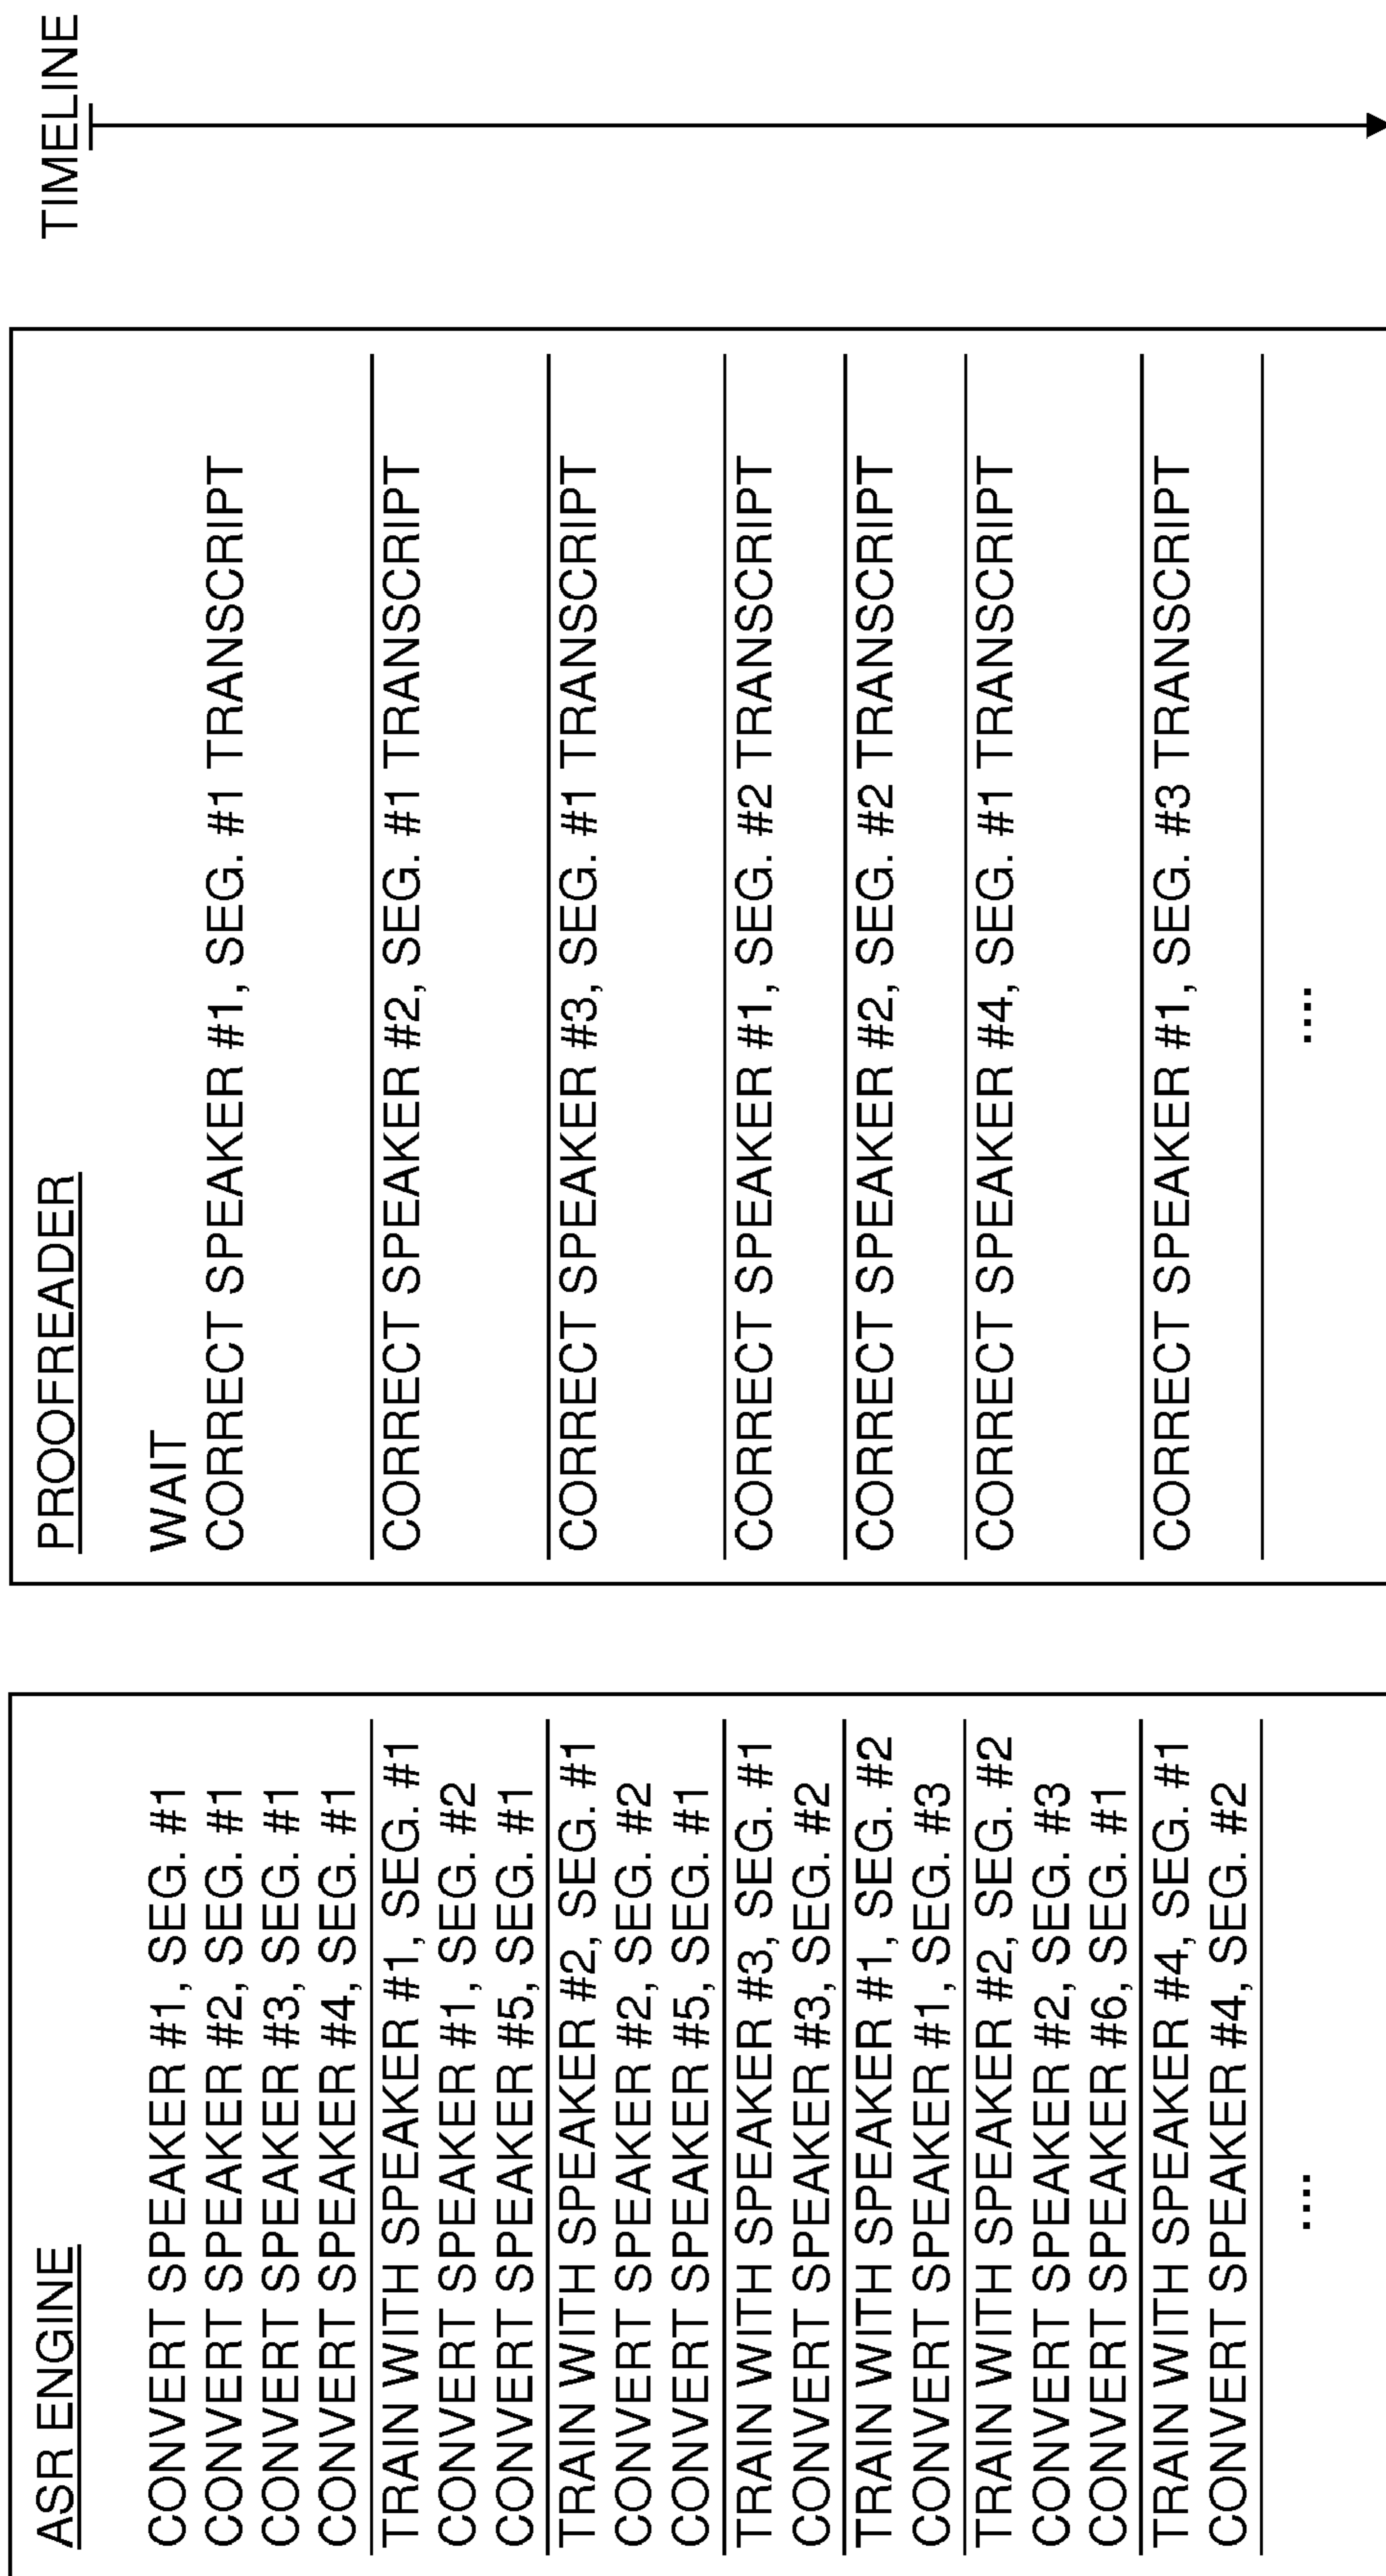 ASR ENGINE
CONVERT SPEAKER #1, SEG. #1
CONVERT SPEAKER #2, SEG. #1
CONVERT SPEAKER #3, SEG. #1
CONVERT SPEAKER #4, SEG. #1
TRAIN WITH SPEAKER #1, SEG. #1
CONVERT SPEAKER #1, SEG. #2
CONVERT SPEAKER #5, SEG. #1
TRAIN WITH SPEAKER #2, SEG. #1
CONVERT SPEAKER #2, SEG. #2
CONVERT SPEAKER #5, SEG. #1
TRAIN WITH SPEAKER #3, SEG. #1
CONVERT SPEAKER #3, SEG. #2
TRAIN WITH SPEAKER #1, SEG. #2
CONVERT SPEAKER #1, SEG. #3
TRAIN WITH SPEAKER #2, SEG. #2
CONVERT SPEAKER #2, SEG. #3
CONVERT SPEAKER #6, SEG. #1
TRAIN WITH SPEAKER #4, SEG. #1
CONVERT SPEAKER #4, SEG. #2
....
PROOFREADER
WAIT
CORRECT SPEAKER #1, SEG. #1 TRANSCRIPT
CORRECT SPEAKER #2, SEG. #1 TRANSCRIPT
CORRECT SPEAKER #3, SEG. #1 TRANSCRIPT
CORRECT SPEAKER #1, SEG. #2 TRANSCRIPT
CORRECT SPEAKER #2, SEG. #2 TRANSCRIPT
CORRECT SPEAKER #4, SEG. #1 TRANSCRIPT
CORRECT SPEAKER #1, SEG. #3 TRANSCRIPT
....
TIMELINE